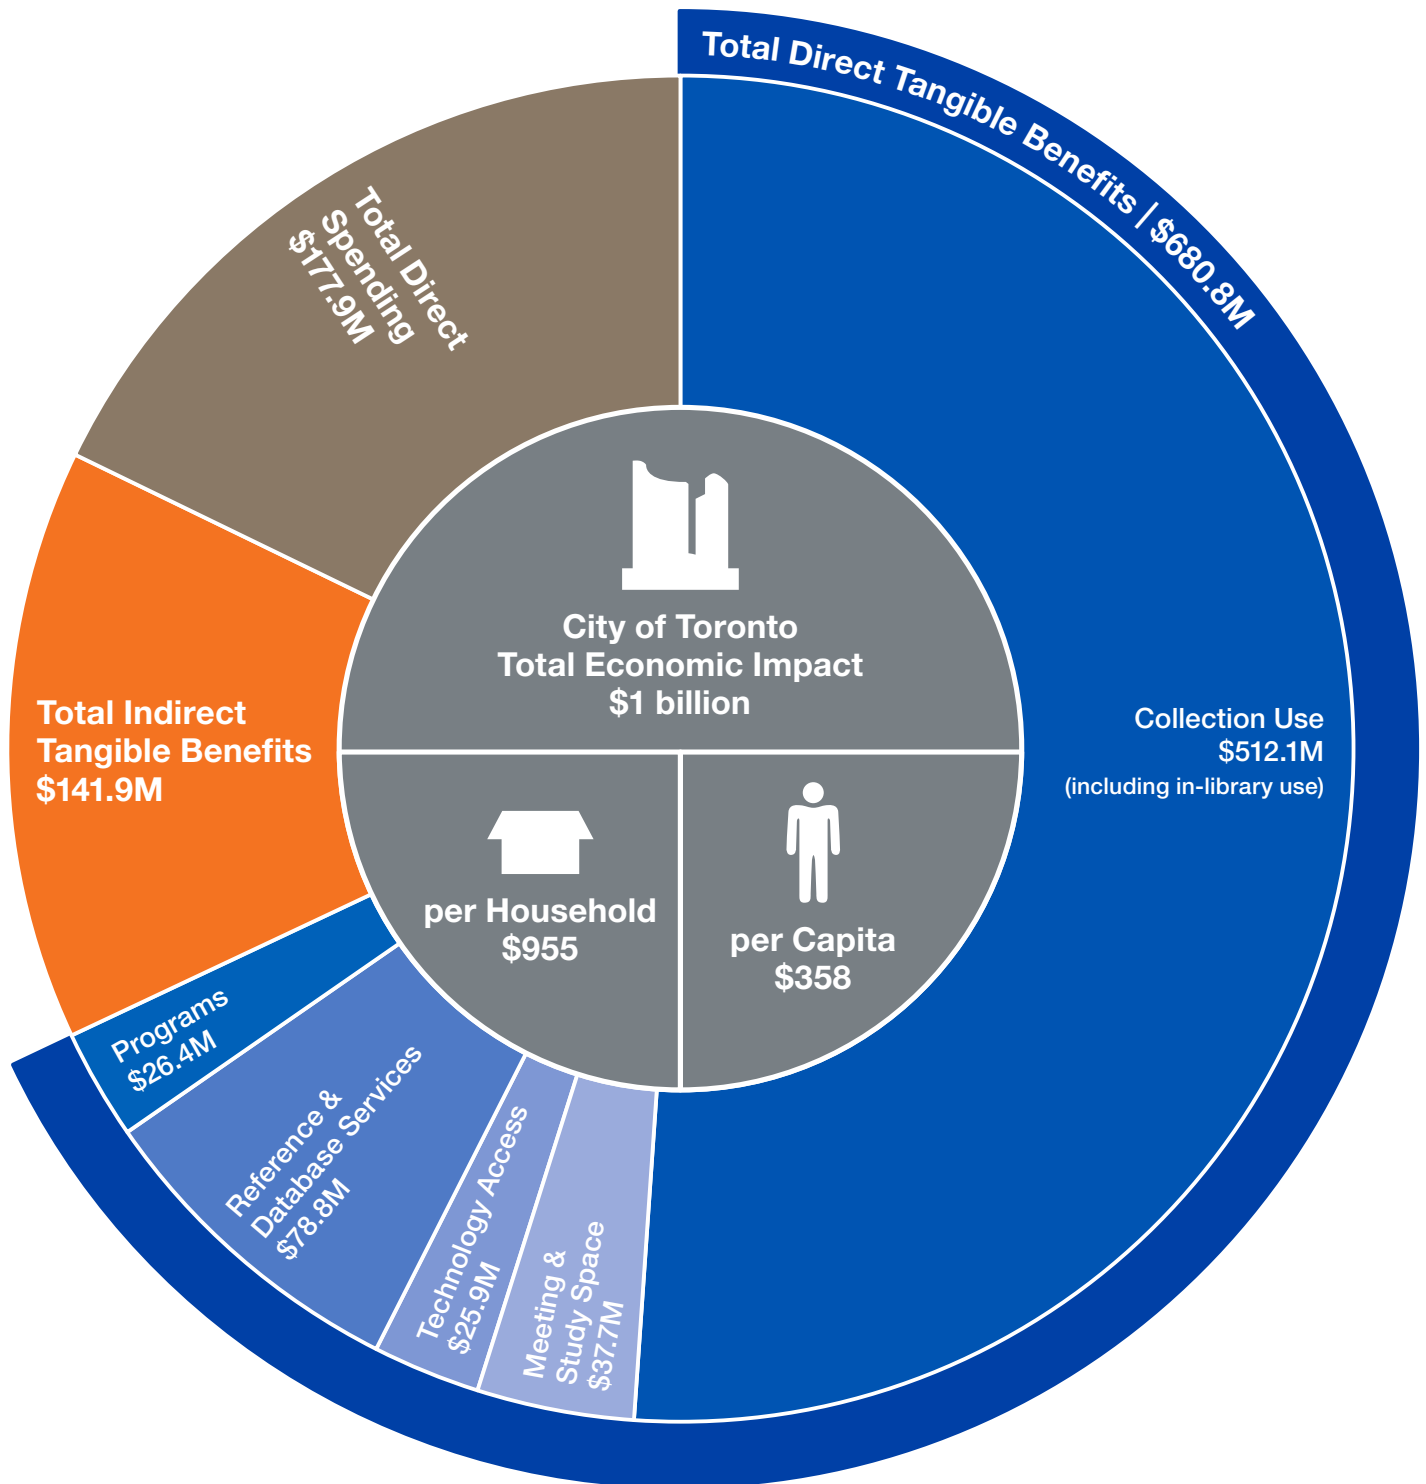 Total Direct Tangible Benefits | $680.8M
Total Direct
Spending
$177.9M
City of Toronto
Total Economic Impact
$1 billion
Total Indirect
Tangible Benefits
$141.9M
Collection Use
$512.1M
(including in-library use)
per Household
$955
per Capita
$358
Programs
$26.4M
Reference &
Database Services
$78.8M
Technology Access
$25.9M
Meeting &
Study Space
$37.7M